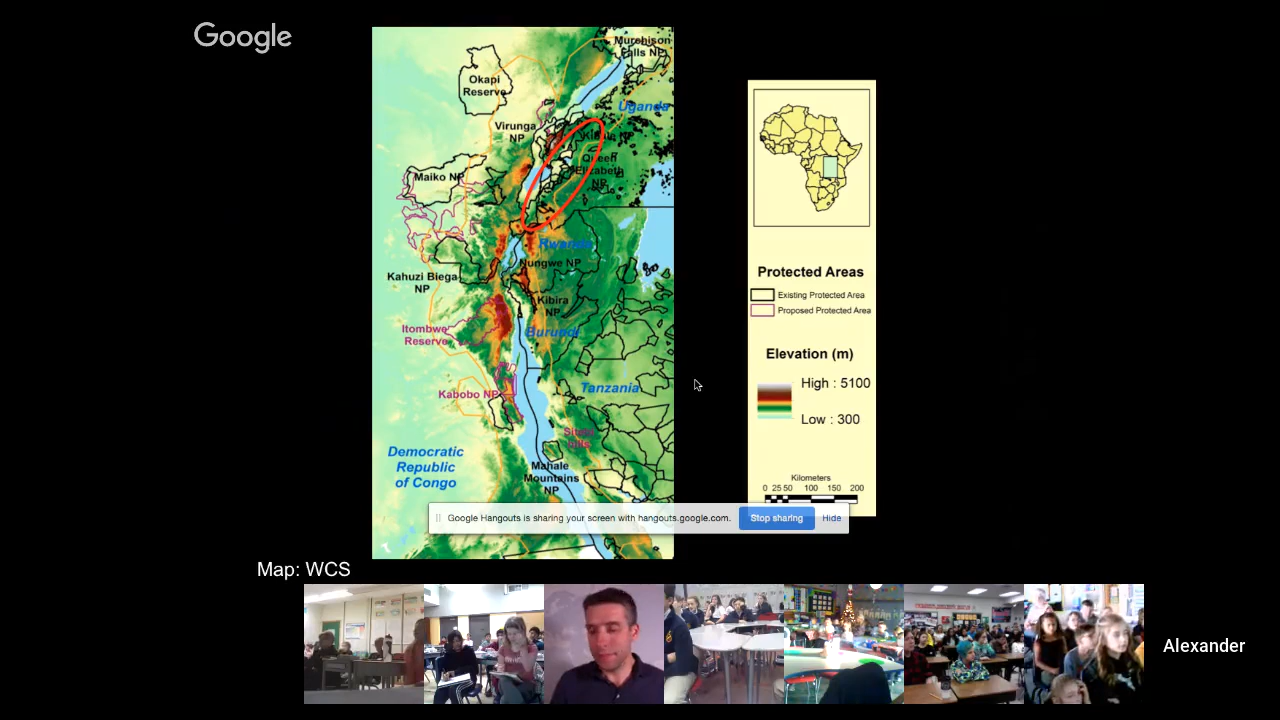 Google
Murchison
Falls NP
Okapi
Reserve
Uganda
Virunga
NP
Queen
Elizabeth
NP
Maiko NP
Rwanda
Nungwe NP
Kahuzi Biega
NP
Kibira
NP
Itombwe
Reserve
Burundi
Tanzania
Kabobo NP
Democratic
Republic
of Congo
Mahale
Mountains
NP
Protected Areas
Existing Protected Area
Proposed Protected Area
Elevation (m)
High : 5100
Low : 300
Kilometers
0 25 50 100 150 200
Google Hangouts is sharing your screen with hangouts.google.com.
Stop sharing
Hide
Map: WCS
Alexander